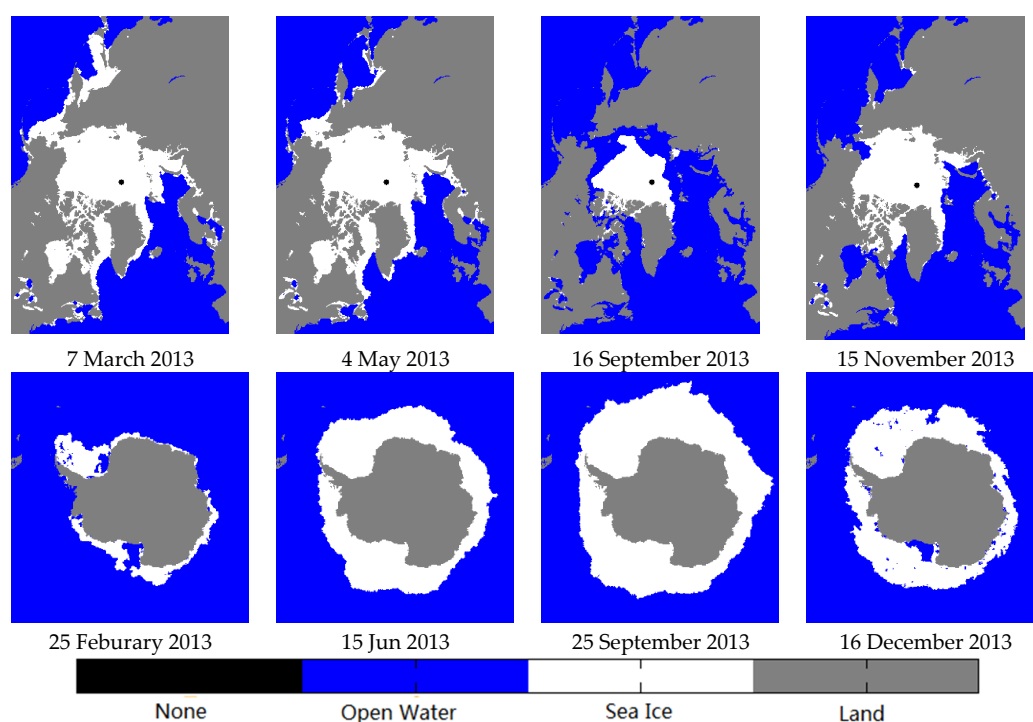 7 March 2013 4 May 2013 16 September 2013 15 November 2013
25 Feburary 2013 15 Jun 2013 25 September 2013 16 December 2013
None Open Water Sea Ice Land